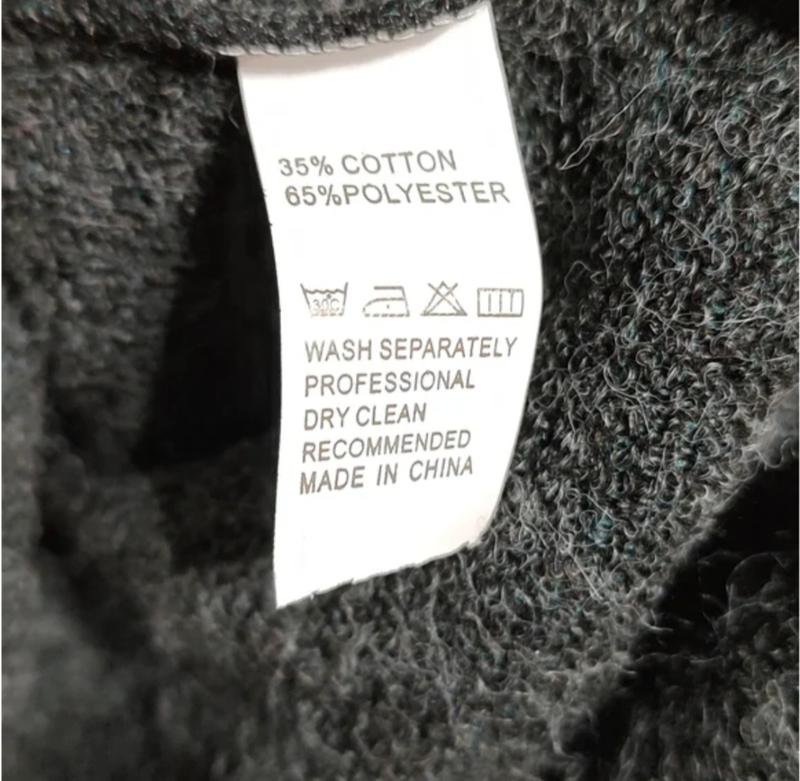 35% COTTON
65%POLYESTER
30C
WASH SEPARATELY
PROFESSIONAL
DRY CLEAN
RECOMMENDED
MADE IN CHINA